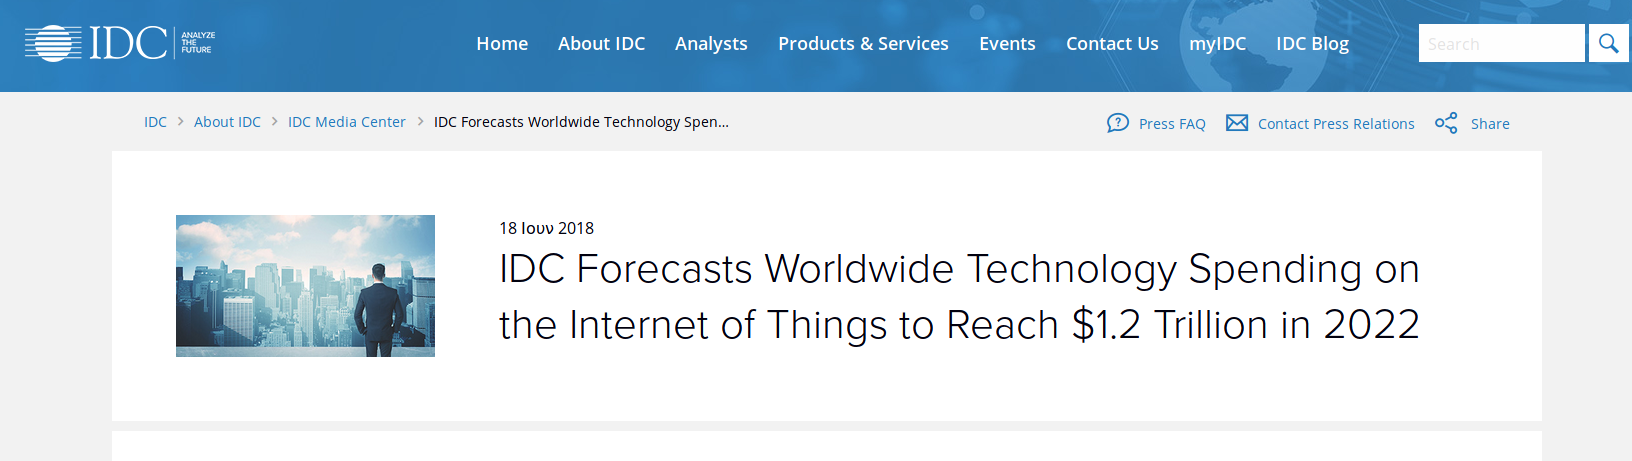 IDC
ANALYZE
THE
FUTURE
Home About IDC Analysts Products & Services Events Contact Us myIDC IDC Blog
Search
IDC > About IDC > IDC Media Center > IDC Forecasts Worldwide Technology Spen...
Press FAQ Contact Press Relations Share
18 Ιουν 2018
IDC Forecasts Worldwide Technology Spending on
the Internet of Things to Reach $1.2 Trillion in 2022